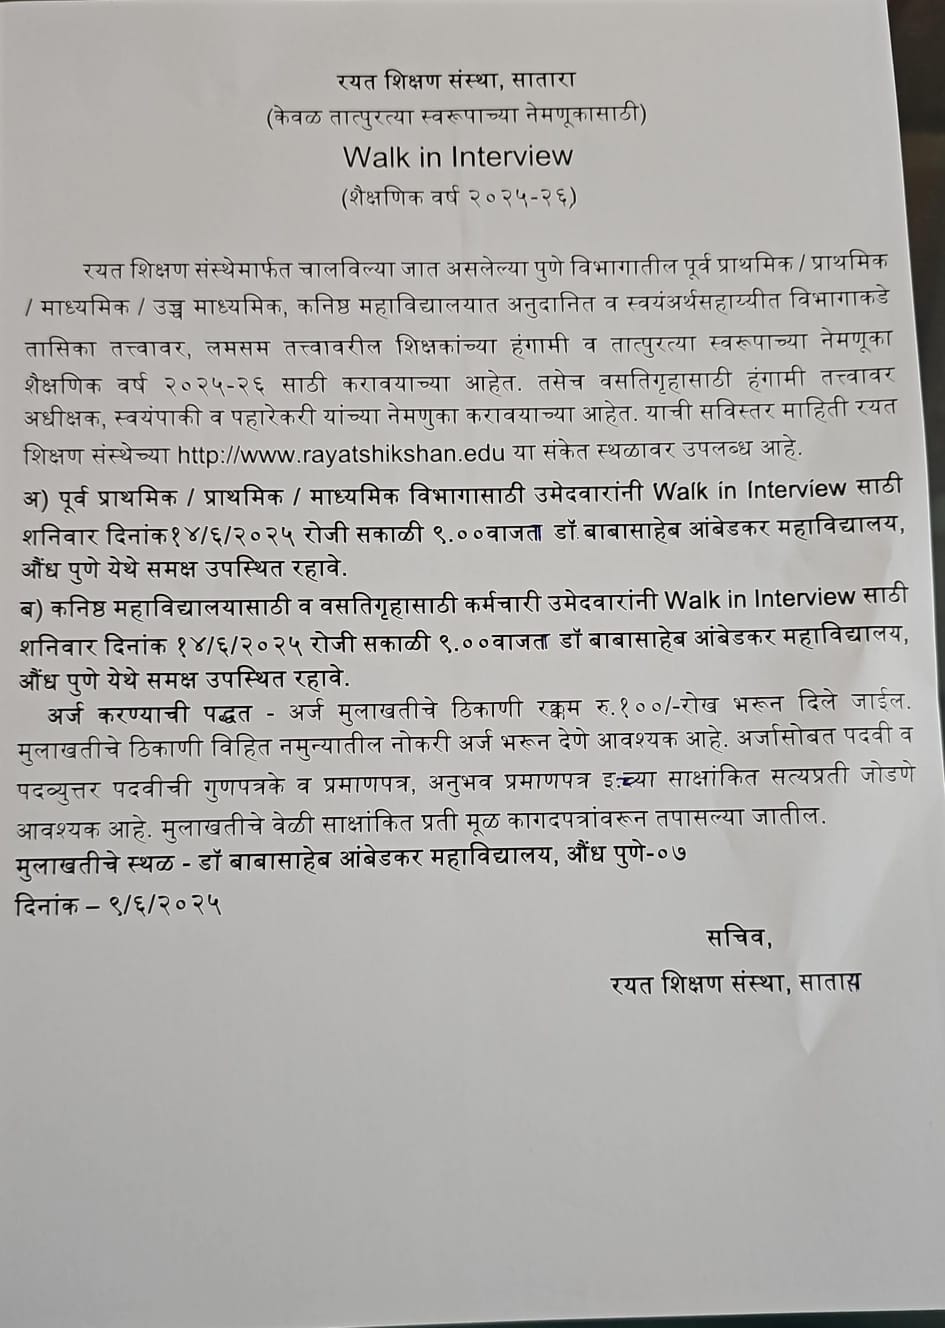 रयत शिक्षण संस्था, सातारा
(केवळ तात्पुरत्या स्वरूपाच्या नेमणूकासाठी)
Walk in Interview
(शैक्षणिक वर्ष २०२५-२६)
रयत शिक्षण संस्थेमार्फत चालविल्या जात असलेल्या पुणे विभागातील पूर्व प्राथमिक / प्राथमिक
/ माध्यमिक / उच्च माध्यमिक, कनिष्ठ महाविद्यालयात अनुदानित व स्वयंअर्थसहाय्यीत विभागाकडे
तासिका तत्त्वावर, लमसम तत्त्वावरील शिक्षकांच्या हंगामी व तात्पुरत्या स्वरूपाच्या नेमणूका
शैक्षणिक वर्ष २०२५-२६ साठी करावयाच्या आहेत. तसेच वसतिगृहासाठी हंगामी तत्त्वावर
अधीक्षक, स्वयंपाकी व पहारेकरी यांच्या नेमणुका करावयाच्या आहेत. याची सविस्तर माहिती रयत
शिक्षण संस्थेच्या http://www.rayatshikshan.edu या संकेत स्थळावर उपलब्ध आहे.
अ) पूर्व प्राथमिक / प्राथमिक / माध्यमिक विभागासाठी उमेदवारांनी Walk in Interview साठी
शनिवार दिनांक१४/६/२०२५ रोजी सकाळी ९.००वाजता डॉ. बाबासाहेब आंबेडकर महाविद्यालय,
औंध पुणे येथे समक्ष उपस्थित रहावे.
ब) कनिष्ठ महाविद्यालयासाठी व वसतिगृहासाठी कर्मचारी उमेदवारांनी Walk in Interview साठी
शनिवार दिनांक १४/६/२०२५ रोजी सकाळी ९.००वाजता डॉ बाबासाहेब आंबेडकर महाविद्यालय,
औंध पुणे येथे समक्ष उपस्थित रहावे.
अर्ज करण्याची पद्धत - अर्ज मुलाखतीचे ठिकाणी रक्कम रु.१००/-रोख भरून दिले जाईल.
मुलाखतीचे ठिकाणी विहित नमुन्यातील नोकरी अर्ज भरून देणे आवश्यक आहे. अर्जासोबत पदवी व
पदव्युत्तर पदवीची गुणपत्रके व प्रमाणपत्र, अनुभव प्रमाणपत्र इ.च्या साक्षांकित सत्यप्रती जोडणे
आवश्यक आहे. मुलाखतीचे वेळी साक्षांकित प्रती मूळ कागदपत्रांवरून तपासल्या जातील.
मुलाखतीचे स्थळ - डॉ बाबासाहेब आंबेडकर महाविद्यालय, औंध पुणे-०७
दिनांक – ९/६/२०२५
सचिव,
रयत शिक्षण संस्था, सातारा